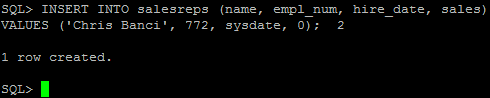 SQL> INSERT INTO salesreps (name, empl_num, hire_date, sales)
VALUES ('Chris Banci', 772, sysdate, 0);  2
1 row created.
SQL>